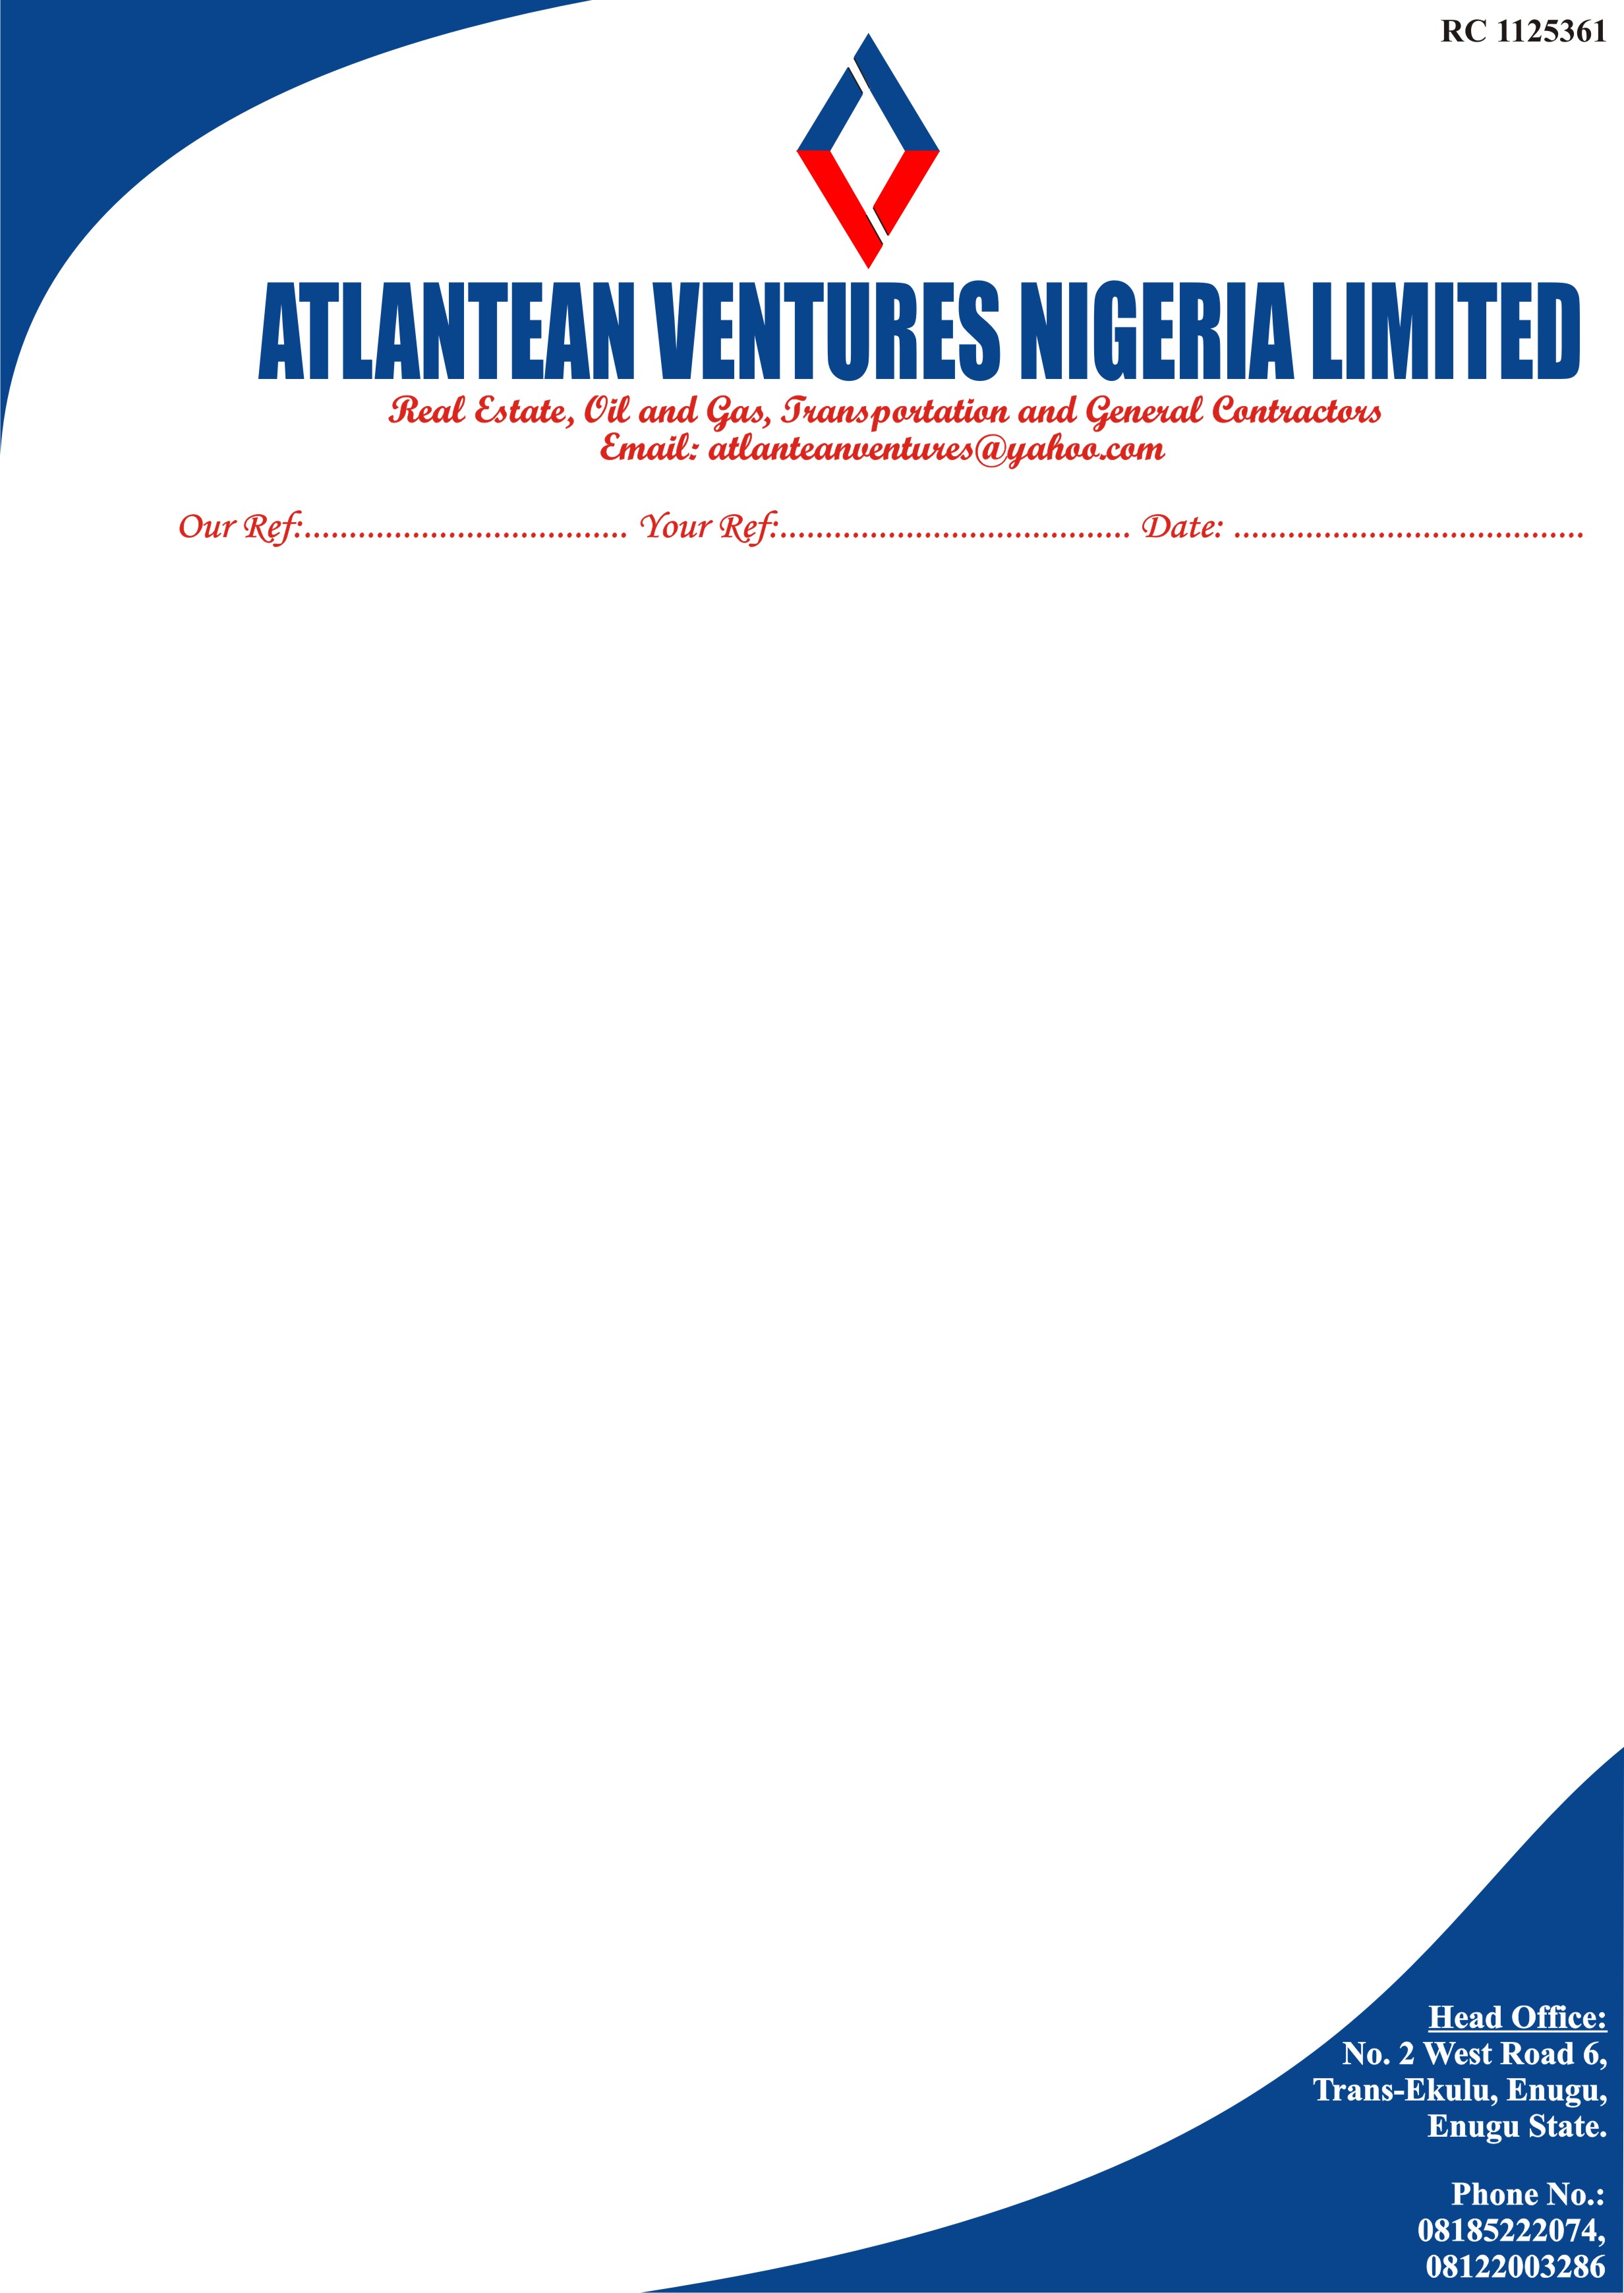 RC 1125361
ATLANTEAN VENTURES NIGERIA LIMITED
Real Estate, Oil and Gas, Transportation and General Contractors
Email: atlanteanventures@yahoo.com
Our Ref:.................................... Your Ref:....................................... Date: .......................................
Head Office:
No. 2 West Road 6,
Trans-Ekulu, Enugu,
Enugu State.
Phone No.:
08185222074,
08122003286